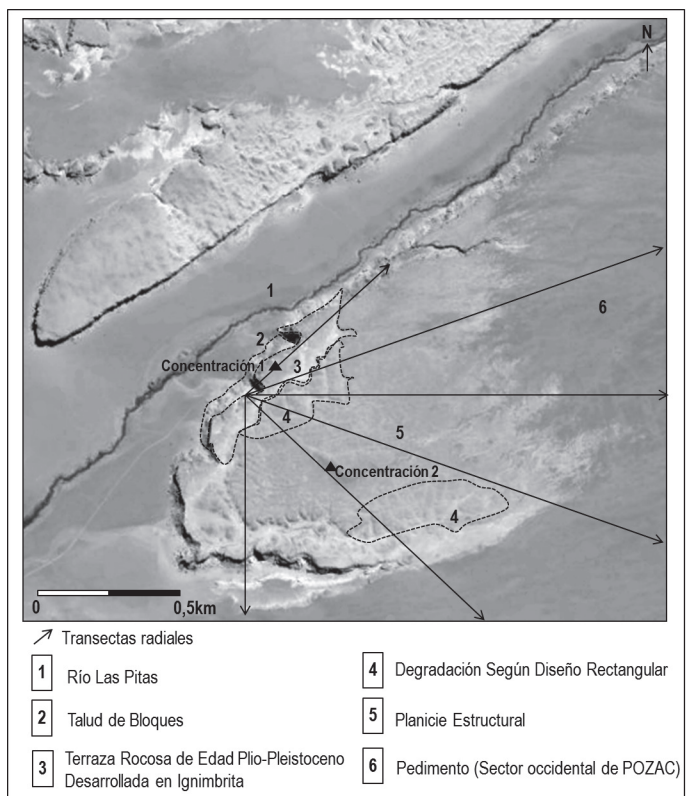 N
1
6
2
Concentración 1
3
4
5
Concentración 2
4
0
0,5km
Transectas radiales
1 Río Las Pitas
2 Talud de Bloques
3 Terraza Rocosa de Edad Plio-Pleistoceno
Desarrollada en Ignimbrita
4 Degradación Según Diseño Rectangular
5 Planicie Estructural
6 Pedimento (Sector occidental de POZAC)